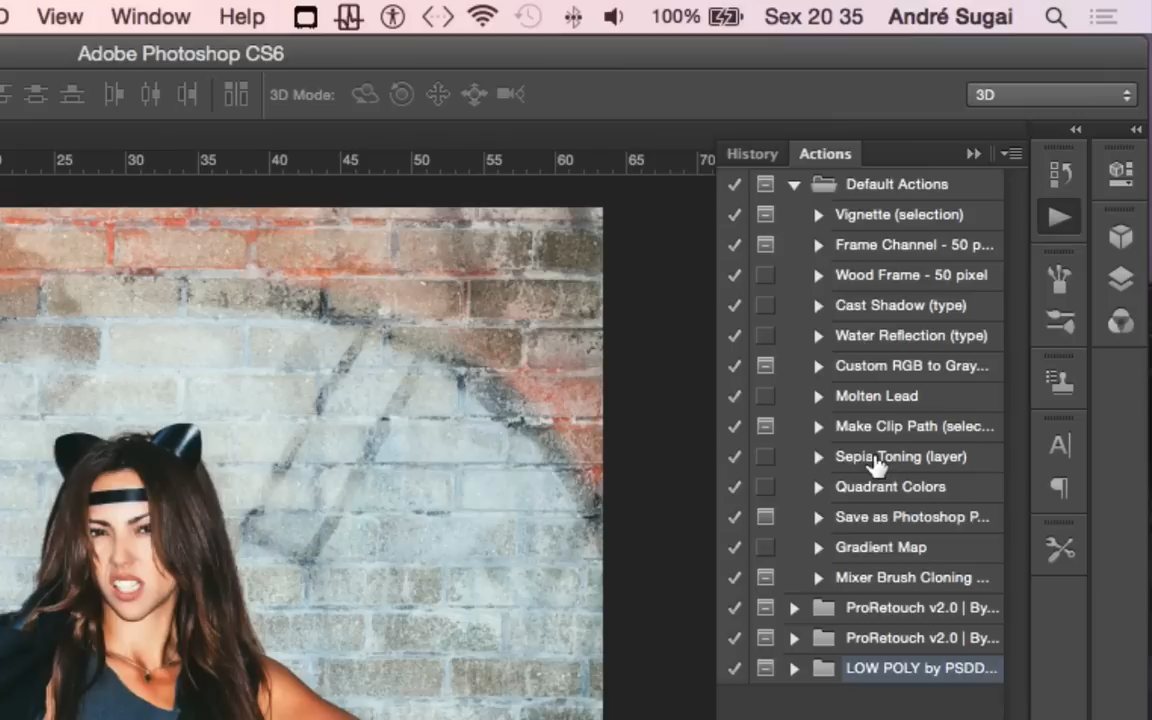 View Window Help 100% Sex 20 35 André Sugai
Adobe Photoshop CS6
3D Mode: 3D
25 30 35 40 45 50 55 60 65 70
History Actions
Default Actions
Vignette (selection)
Frame Channel - 50 p...
Wood Frame - 50 pixel
Cast Shadow (type)
Water Reflection (type)
Custom RGB to Gray...
Molten Lead
Make Clip Path (selec...
Sepia Toning (layer)
Quadrant Colors
Save as Photoshop P...
Gradient Map
Mixer Brush Cloning ...
ProRetouch v2.0 | By...
ProRetouch v2.0 | By...
LOW POLY by PSDD...